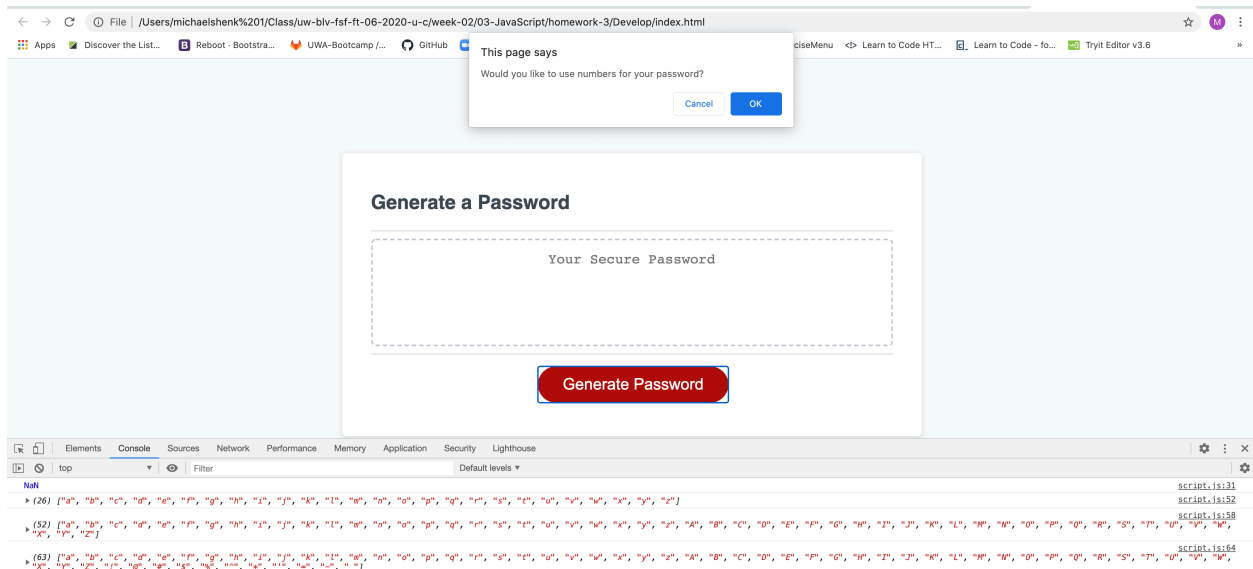 File | /Users/michaelshenk%201/Class/uw-blv-fsf-ft-06-2020-u-c/week-02/03-JavaScript/homework-3/Develop/index.html M
Apps Discover the List... B Reboot · Bootstra... UWA-Bootcamp /... GitHub ciseMenu <> Learn to Code HT... Learn to Code - fo... Tryit Editor v3.6 »
This page says
Would you like to use numbers for your password?
Cancel OK
Generate a Password
Your Secure Password
Generate Password
Elements Console Sources Network Performance Memory Application Security Lighthouse
top Filter Default levels
NaN script.js:31
(26) ["a", "b", "c", "d", "e", "f", "g", "h", "i", "j", "k", "l", "m", "n", "o", "p", "q", "r", "s", "t", "u", "v", "w", "x", "y", "z"] script.js:52
script.js:58
(52) ["a", "b", "c", "d", "e", "f", "g", "h", "i", "j", "k", "l", "m", "n", "o", "p", "q", "r", "s", "t", "u", "v", "w", "x", "y", "z", "A", "B", "C", "D", "E", "F", "G", "H", "I", "J", "K", "L", "M", "N", "O", "P", "Q", "R", "S", "T", "U", "V", "W",
"X", "Y", "Z"]
script.js:64
(63) ["a", "b", "c", "d", "e", "f", "g", "h", "i", "j", "k", "l", "m", "n", "o", "p", "q", "r", "s", "t", "u", "v", "w", "x", "y", "z", "A", "B", "C", "D", "E", "F", "G", "H", "I", "J", "K", "L", "M", "N", "O", "P", "Q", "R", "S", "T", "U", "V", "W",
"X", "Y", "Z", "@", "#", "$", "%", "^",